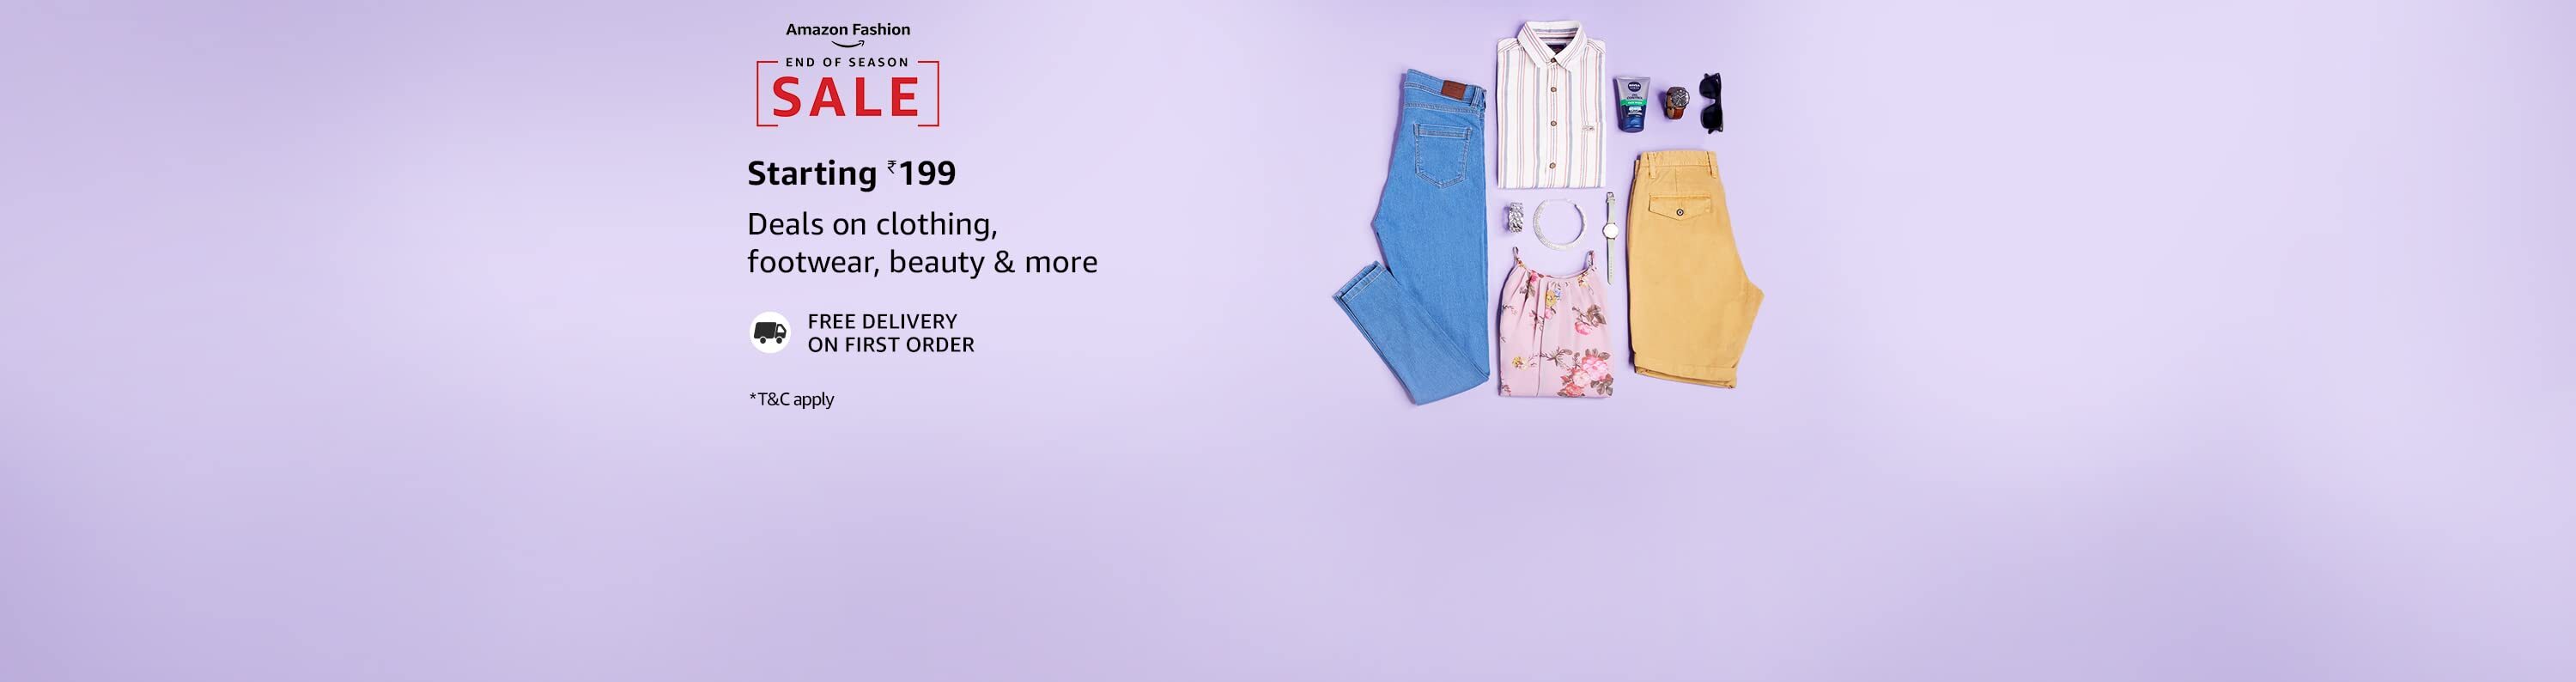 Amazon Fashion
END OF SEASON
SALE
Starting ₹199
Deals on clothing,
footwear, beauty & more
FREE DELIVERY
ON FIRST ORDER
*T&C apply
NIVEA